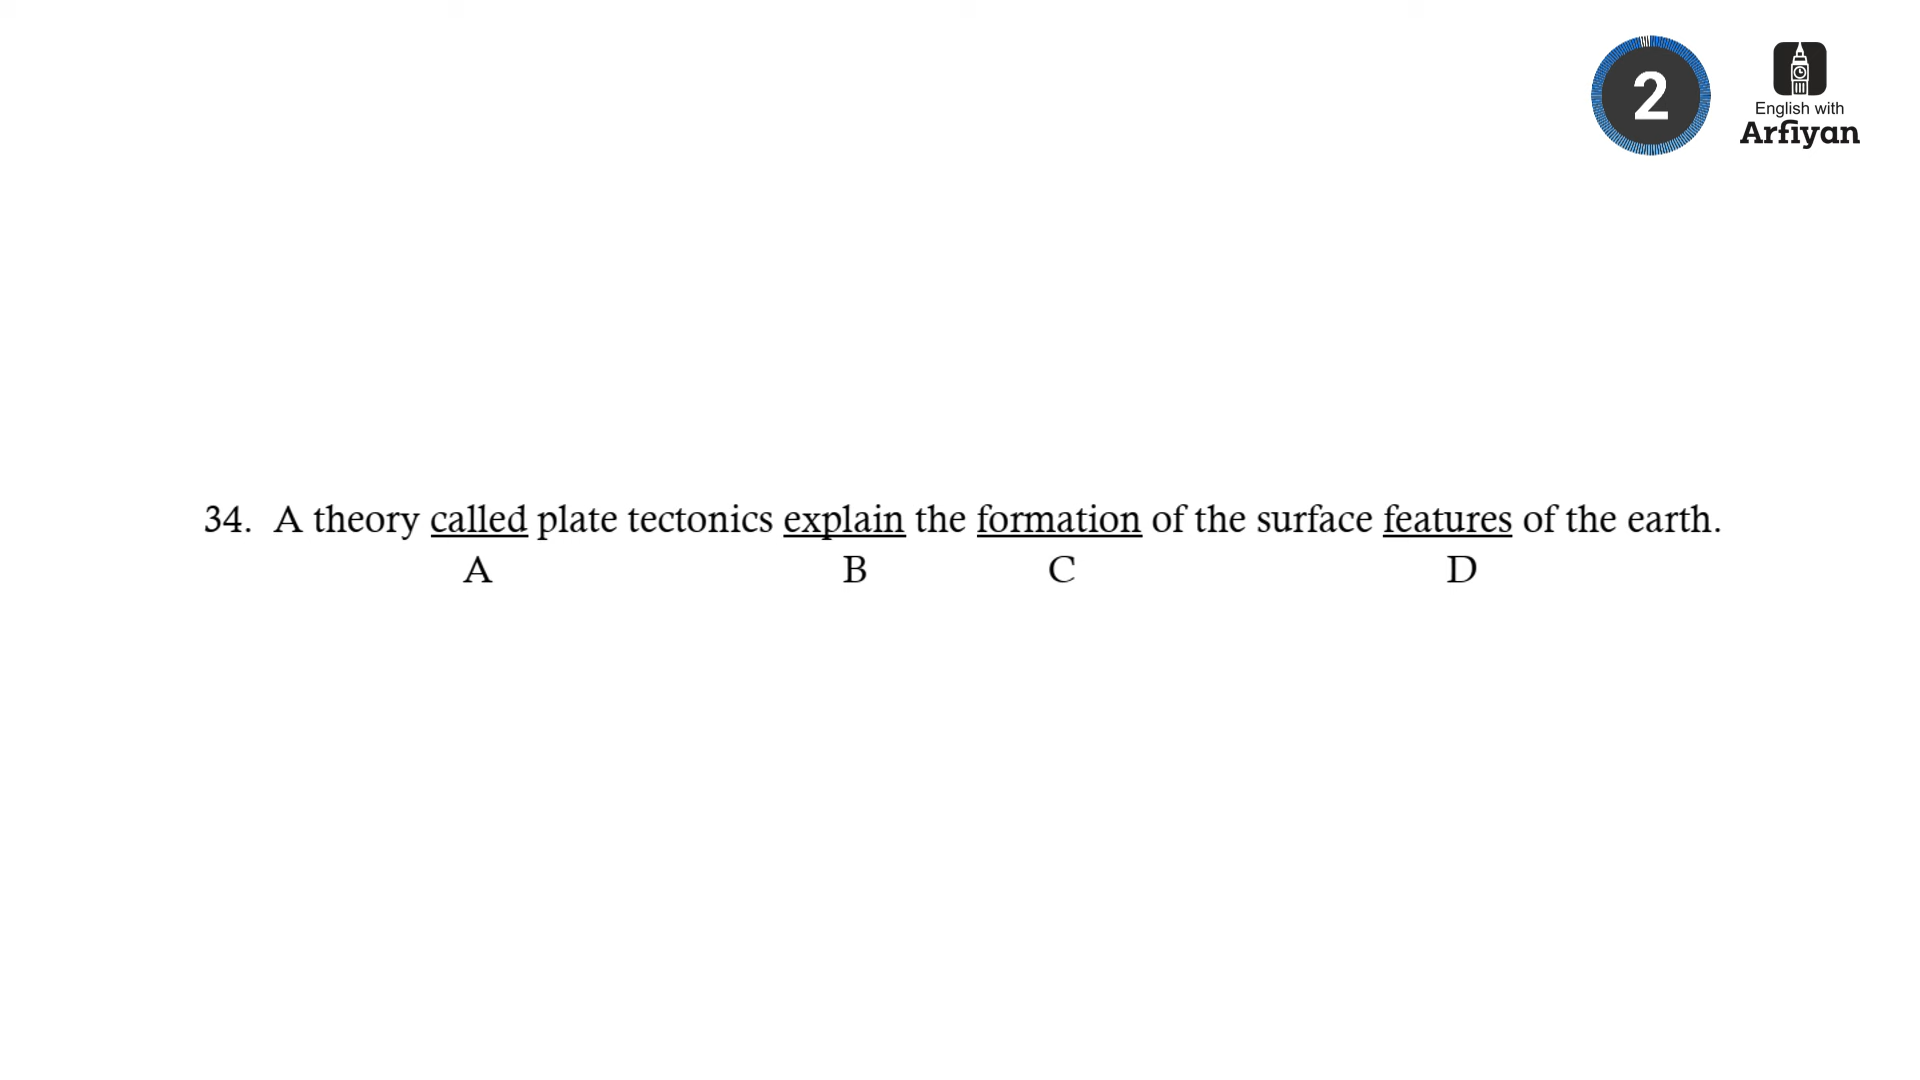 2
English with
Arfiyan
34. A theory called plate tectonics explain the formation of the surface features of the earth.
A B C D